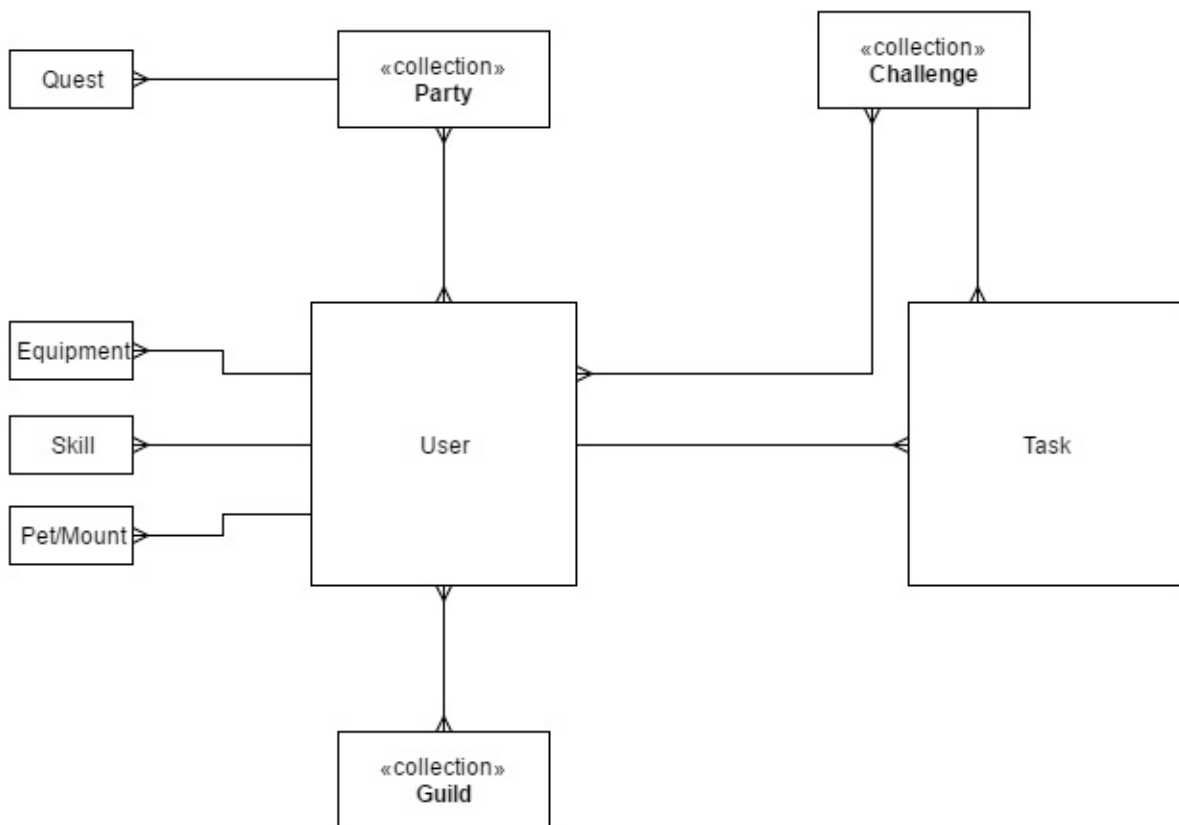 Quest
«collection»
Party
«collection»
Challenge
Equipment
Skill
Pet/Mount
User
Task
«collection»
Guild